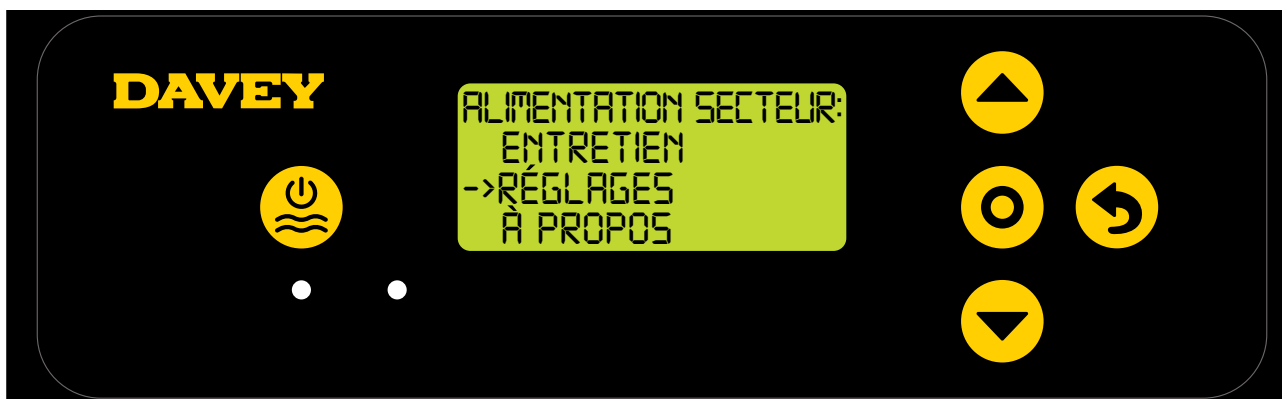 DAVEY
ALIMENTATION SECTEUR:
ENTRETIEN
->RÉGLAGES
À PROPOS